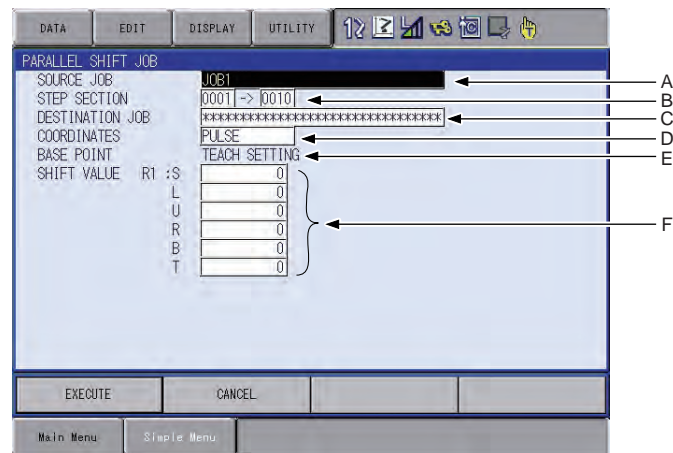 DATA EDIT DISPLAY UTILITY
PARALLEL SHIFT JOB
SOURCE JOB JOB1 A
STEP SECTION 0001 -> 0010 B
DESTINATION JOB ******************************** C
COORDINATES PULSE D
BASE POINT TEACH SETTING E
SHIFT VALUE R1 :S 0
L 0
U 0 F
R 0
B 0
T 0
EXECUTE CANCEL
Main Menu Simple Menu